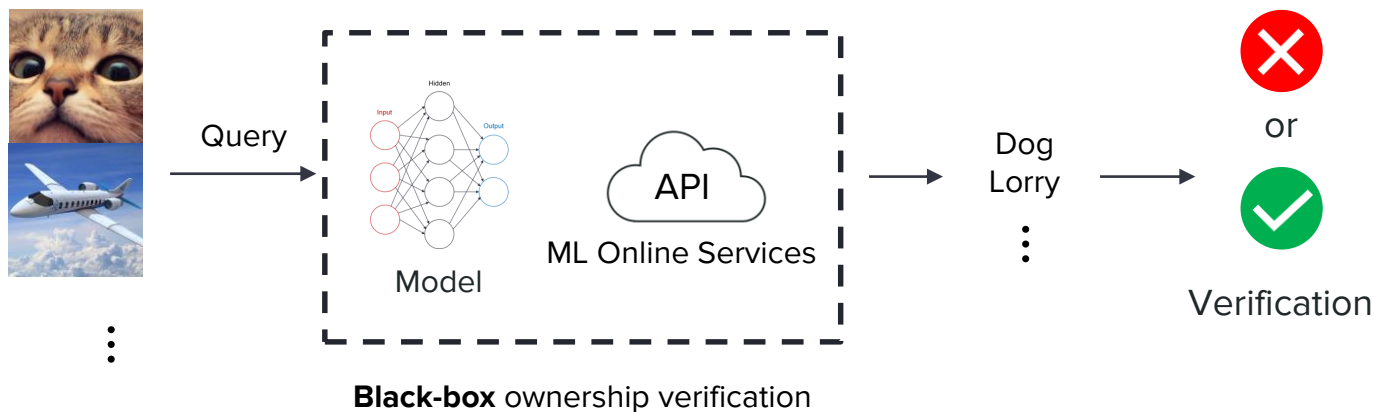 Query
Hidden
Input
Output
Model
API
ML Online Services
Dog
Lorry
or
Verification
Black-box ownership verification